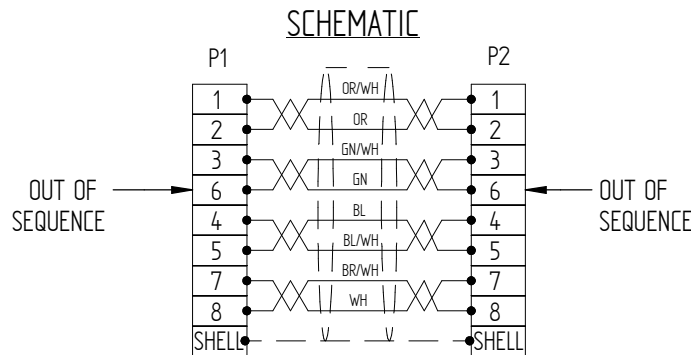 SCHEMATIC
P1
P2
OR/WH
1
1
OR
2
2
GN/WH
3
3
OUT OF
SEQUENCE
GN
6
6
OUT OF
SEQUENCE
BL
4
4
BL/WH
5
5
BR/WH
7
7
WH
8
8
SHELL
SHELL